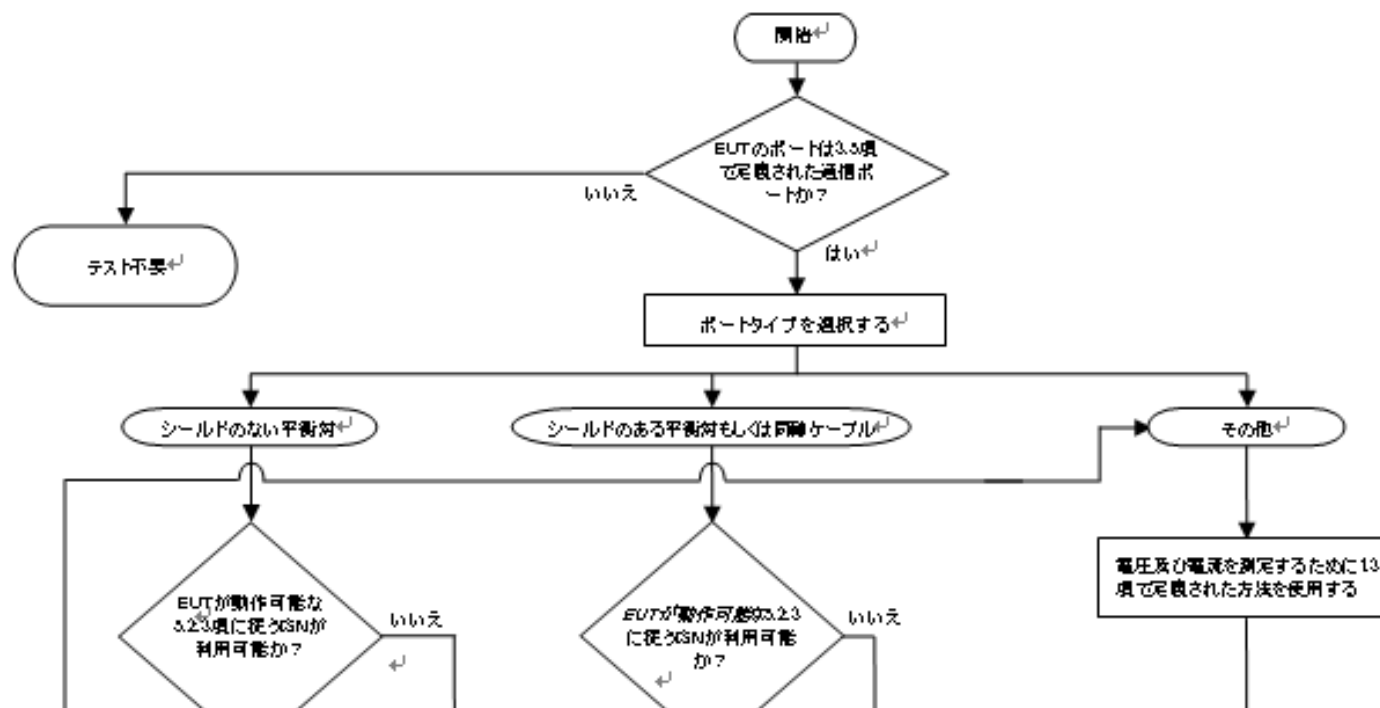 開始
EUTのポートは3.5項
で定義された通信ポ
ートか？
いいえ
はい
テスト不要
ポートタイプを選択する
シールドのない平衡対
シールドのある平衡対もしくは同軸ケーブル
その他
EUTが動作可能な
5.2.3項に従うISNが
利用可能か？
いいえ
EUTが動作可能な5.2.3
に従うISNが利用可能
か？
いいえ
電圧及び電流を測定するために13
項で定義された方法を使用する